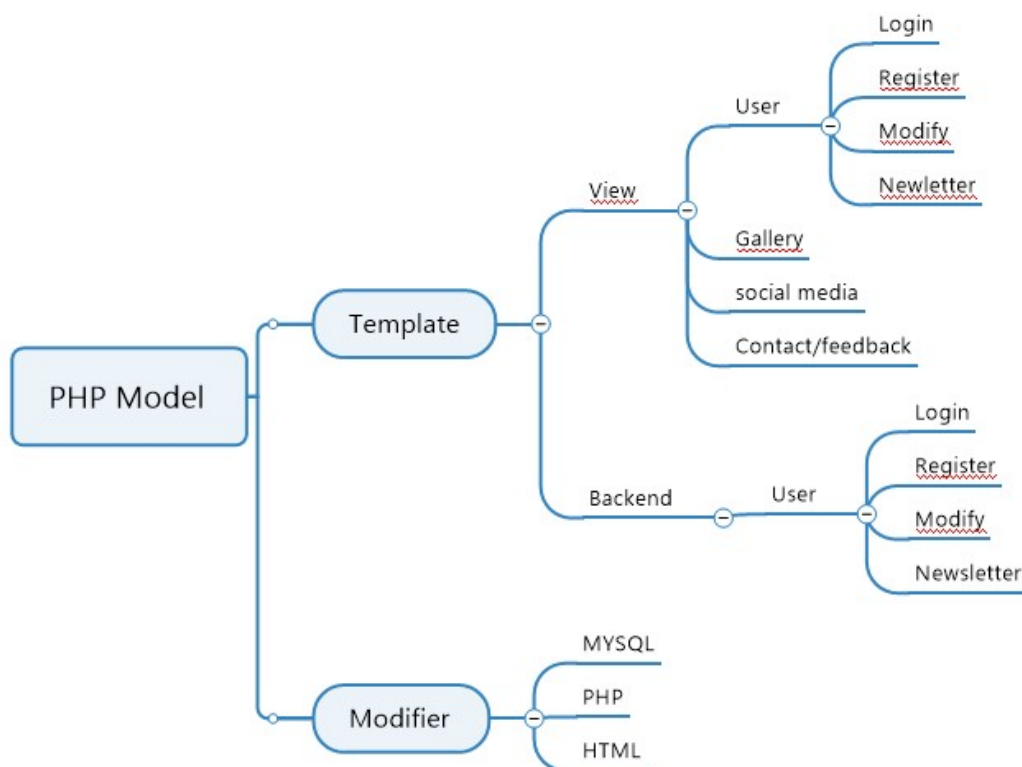 PHP Model
Template
View
User
Login
Register
Modify
Newletter
Gallery
social media
Contact/feedback
Backend
User
Login
Register
Modify
Newsletter
Modifier
MYSQL
PHP
HTML